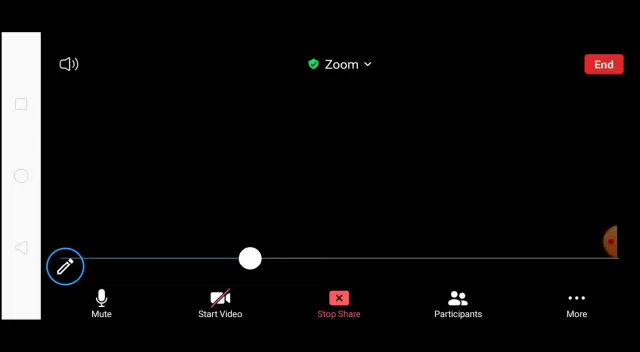 Zoom
End
Mute
Start Video
Stop Share
Participants
More